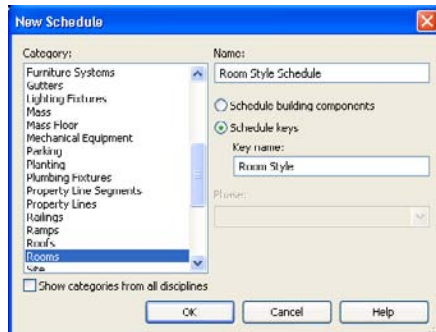 New Schedule
Category:
Furniture Systems
Gutters
Lighting Fixtures
Mass
Mass Floor
Mechanical Equipment
Parking
Planting
Plumbing Fixtures
Property Line Segments
Property Lines
Railings
Ramps
Roofs
Rooms
Site
Show categories from all disciplines
Name:
Room Style Schedule
Schedule building components
Schedule keys
Key name:
Room Style
Phase:
OK
Cancel
Help